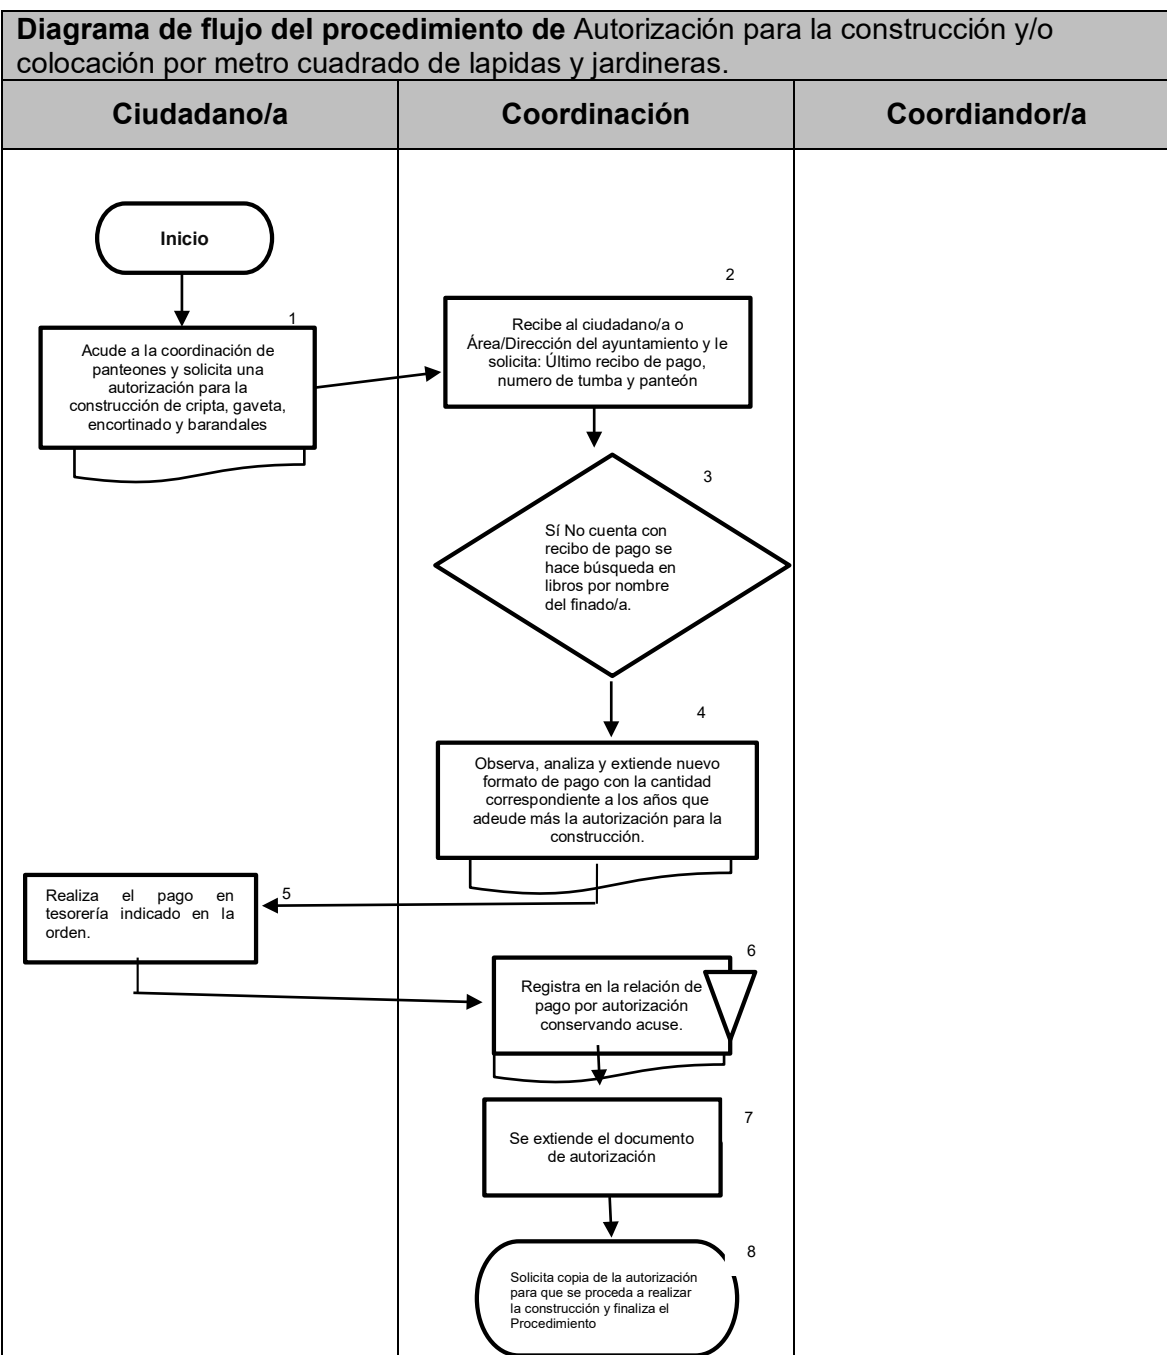 Diagrama de flujo del procedimiento de Autorización para la construcción y/o
colocación por metro cuadrado de lapidas y jardineras.
Ciudadano/a
Coordinación
Coordiandor/a
Inicio
1
Acude a la coordinación de
panteones y solicita una
autorización para la
construcción de cripta, gaveta,
encortinado y barandales
2
Recibe al ciudadano/a o
Área/Dirección del ayuntamiento y le
solicita: Último recibo de pago,
numero de tumba y panteón
3
Sí No cuenta con
recibo de pago se
hace búsqueda en
libros por nombre
del finado/a.
4
Observa, analiza y extiende nuevo
formato de pago con la cantidad
correspondiente a los años que
adeude más la autorización para la
construcción.
5
Realiza el pago en
tesorería indicado en la
orden.
6
Registra en la relación de
pago por autorización
conservando acuse.
7
Se extiende el documento
de autorización
8
Solicita copia de la autorización
para que se proceda a realizar
la construcción y finaliza el
Procedimiento